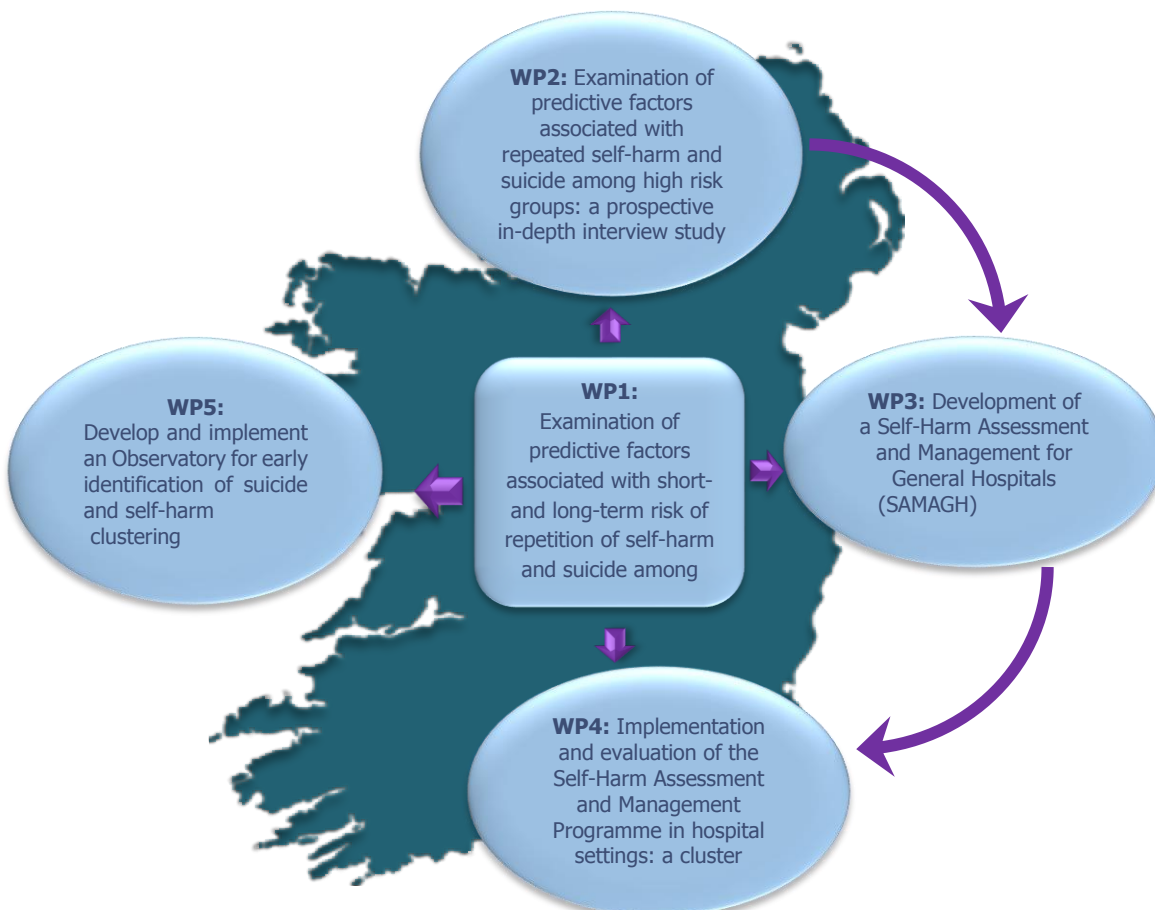 WP2: Examination of
predictive factors
associated with
repeated self-harm and
suicide among high risk
groups: a prospective
in-depth interview study
WP1:
Examination of
predictive factors
associated with short-
and long-term risk of
repetition of self-harm
and suicide among
WP3: Development of
a Self-Harm Assessment
and Management for
General Hospitals
(SAMAGH)
WP4: Implementation
and evaluation of the
Self-Harm Assessment
and Management
Programme in hospital
settings: a cluster
WP5:
Develop and implement
an Observatory for early
identification of suicide
and self-harm
clustering